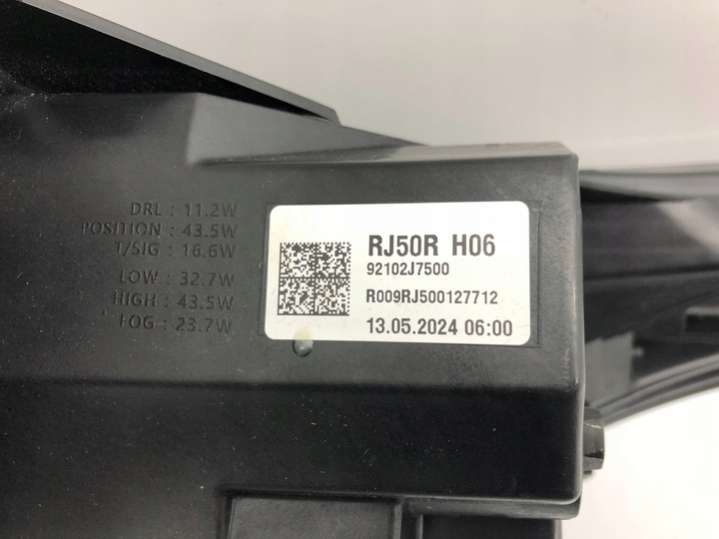 DRL : 11.2W
POSITION : 43.5W
T/SIG : 16.6W
LOW : 32.7W
HIGH : 43.5W
FOG : 23.7W
RJ50R H06
92102J7500
R009RJ500127712
13.05.2024 06:00